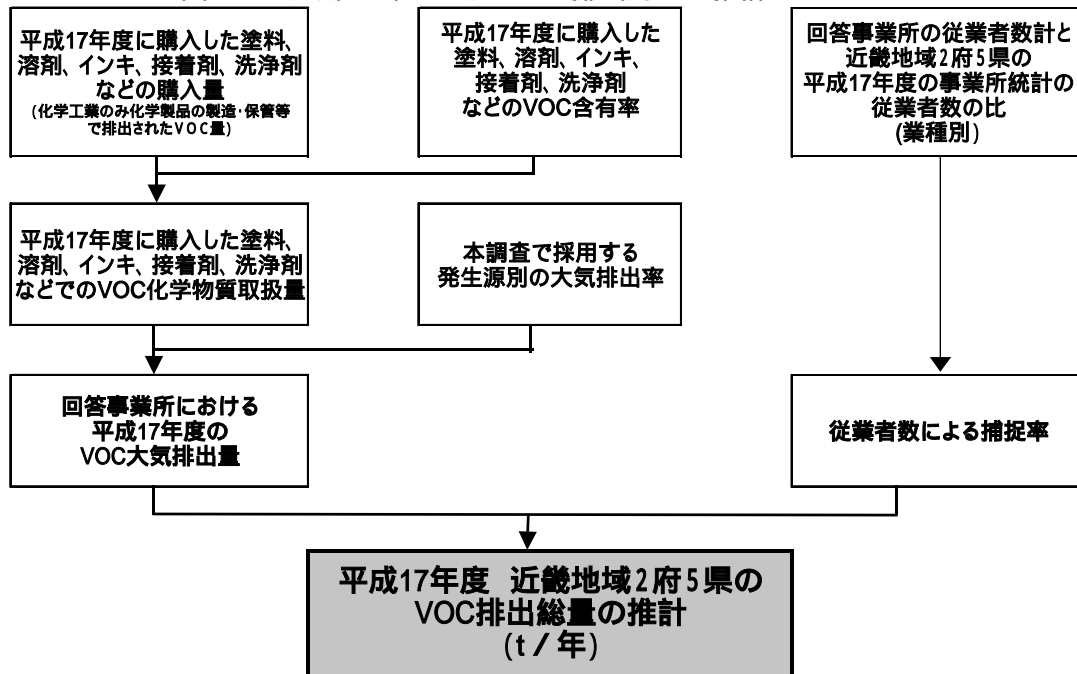 平成17年度に購入した塗料、
溶剤、インキ、接着剤、洗浄剤
などの購入量
(化学工業のみ化学製品の製造・保管等
で排出されたVOC量)
平成17年度に購入した
塗料、溶剤、インキ、
接着剤、洗浄剤
などのVOC含有率
回答事業所の従業者数計と
近畿地域2府5県の
平成17年度の事業所統計の
従業者数の比
(業種別)
平成17年度に購入した塗料、
溶剤、インキ、接着剤、洗浄剤
などでのVOC化学物質取扱量
本調査で採用する
発生源別の大気排出率
回答事業所における
平成17年度の
VOC大気排出量
従業者数による捕捉率
平成17年度 近畿地域2府5県の
VOC排出総量の推計
(t/年)